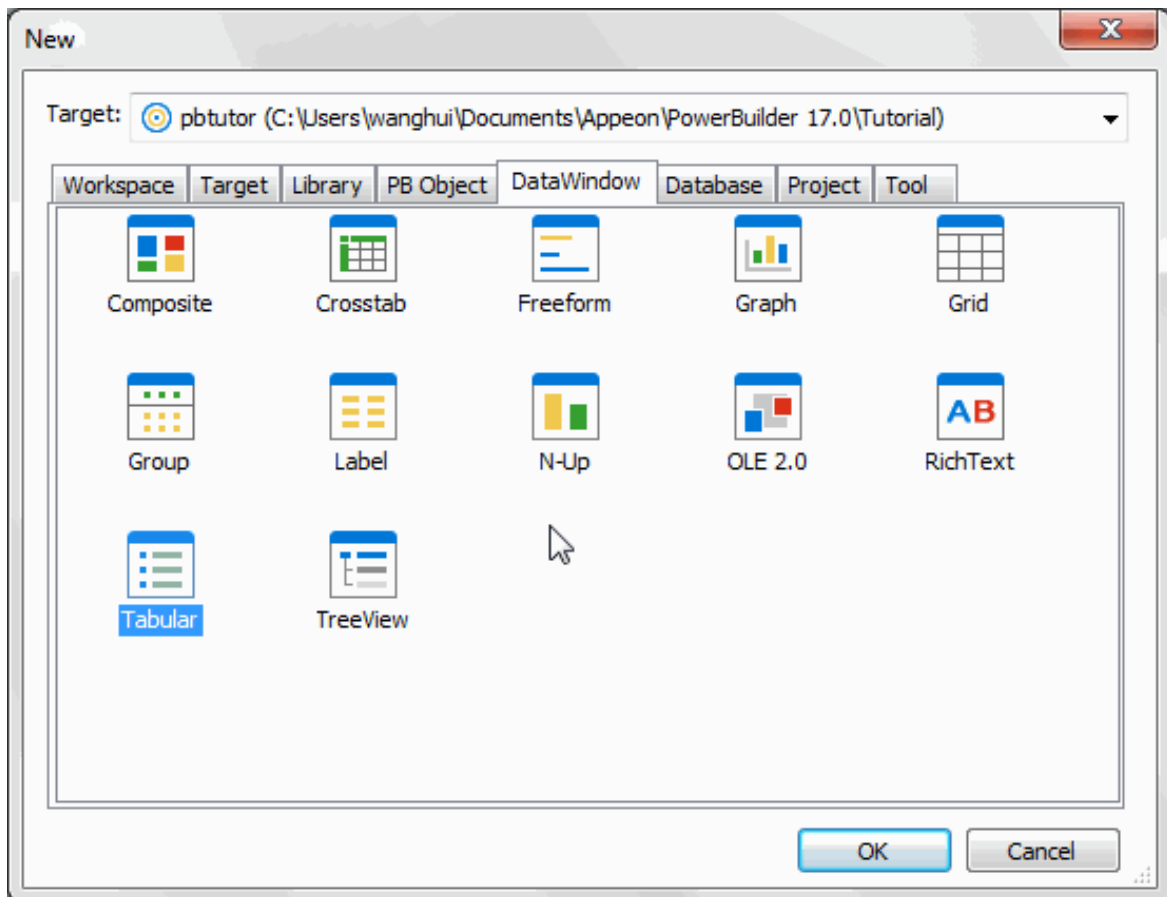 New
Target: pbtutor (C:\Users\wanghui\Documents\Appeon\PowerBuilder 17.0\Tutorial)
Workspace Target Library PB Object DataWindow Database Project Tool
Composite Crosstab Freeform Graph Grid
Group Label N-Up OLE 2.0 AB RichText
Tabular TreeView
OK Cancel